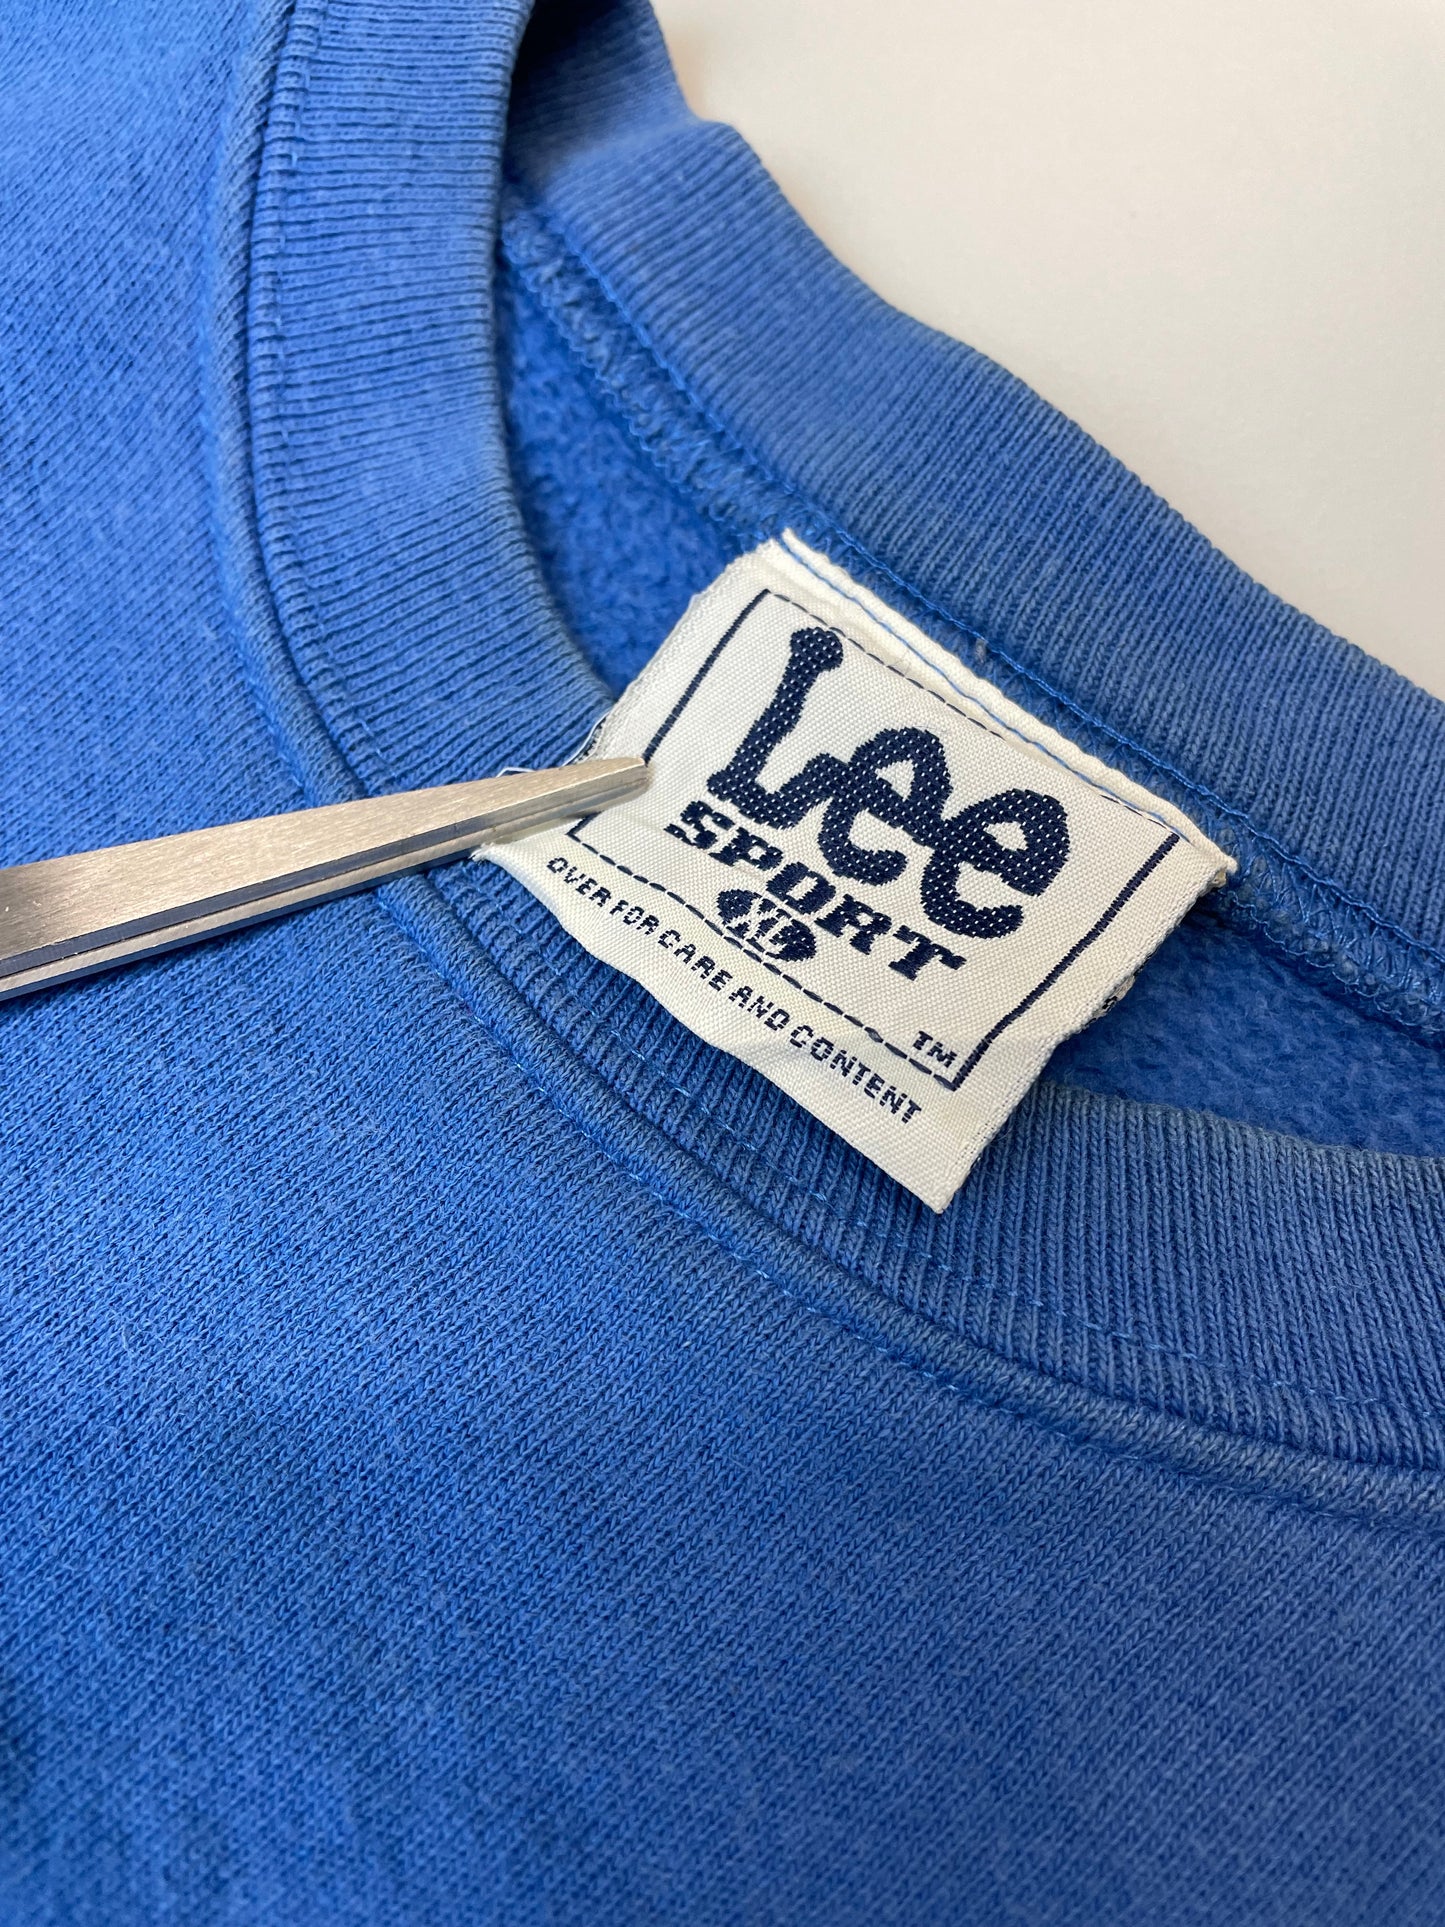 Lee
SPORT
XL
TM
OVER FOR CARE AND CONTENT